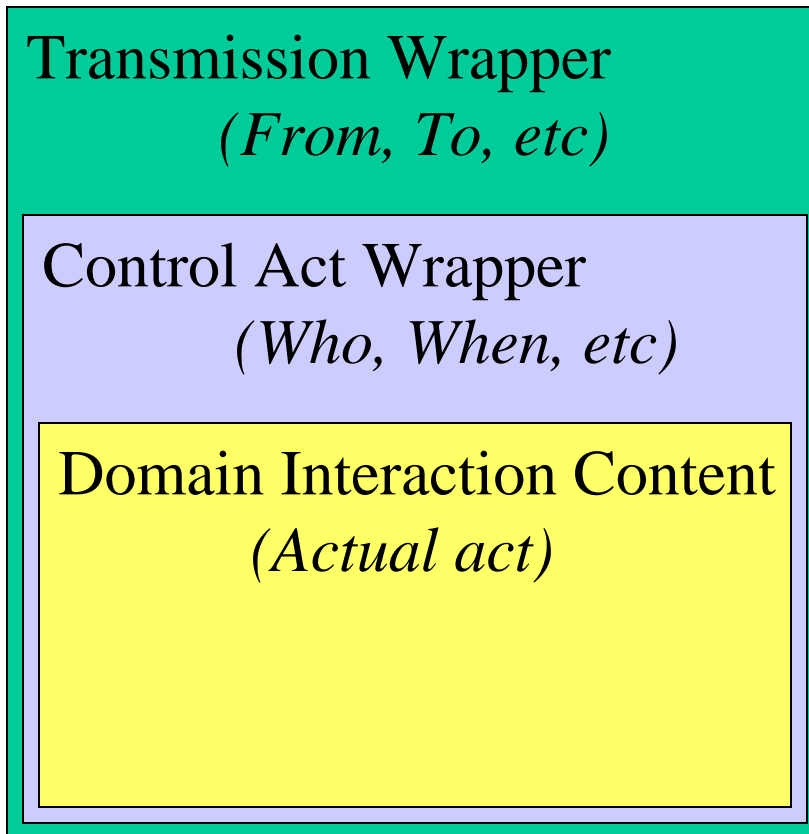 Transmission Wrapper
(From, To, etc)
Control Act Wrapper
(Who, When, etc)
Domain Interaction Content
(Actual act)